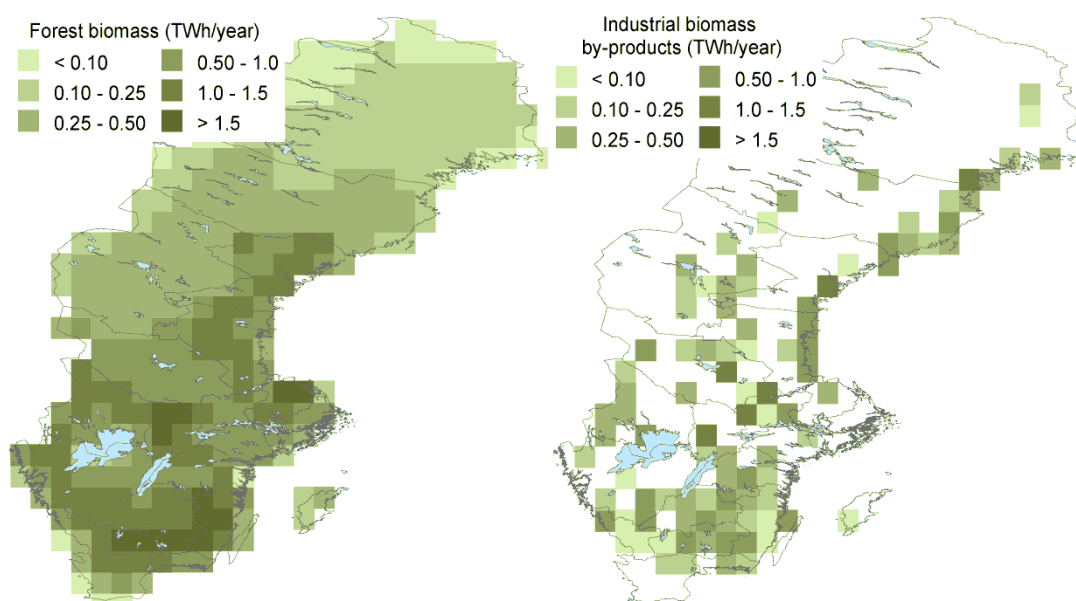 Forest biomass (TWh/year)
< 0.10
0.50 - 1.0
0.10 - 0.25
1.0 - 1.5
0.25 - 0.50
> 1.5
Industrial biomass
by-products (TWh/year)
< 0.10
0.50 - 1.0
0.10 - 0.25
1.0 - 1.5
0.25 - 0.50
> 1.5